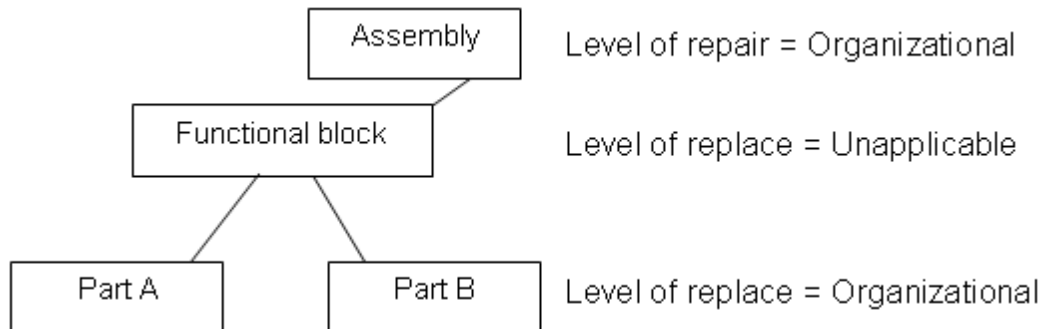 Assembly
Level of repair = Organizational
Functional block
Level of replace = Unapplicable
Part A
Part B
Level of replace = Organizational